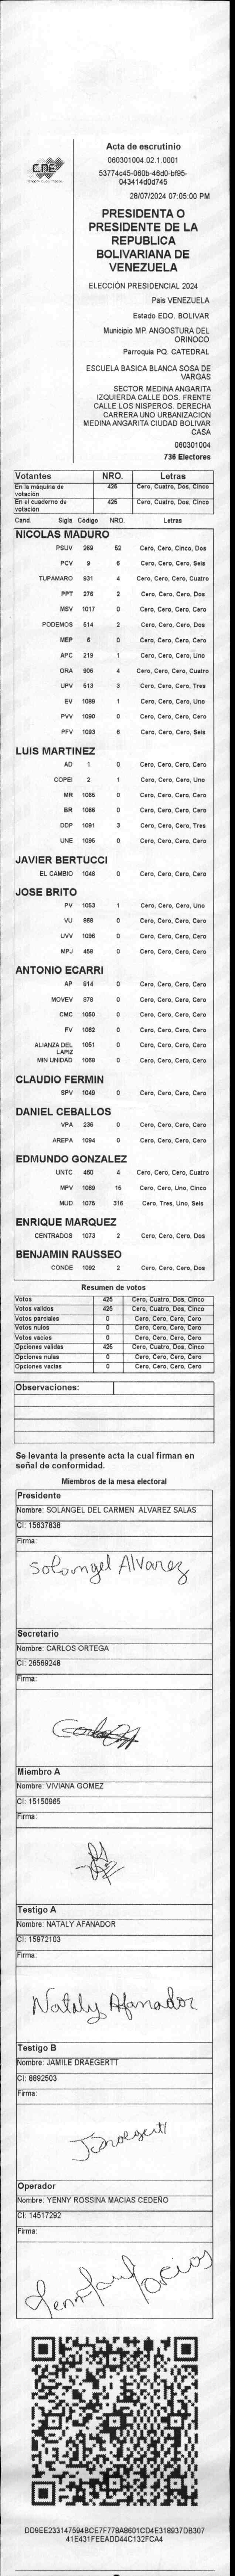 CNE
Acta de escrutinio
060301004.02.1.0001
53774c45-060b-46d0-bf95-
043414d0d745
28/07/2024 07:05:00 PM
PRESIDENTA O
PRESIDENTE DE LA
REPUBLICA
BOLIVARIANA DE
VENEZUELA
ELECCIÓN PRESIDENCIAL 2024
País VENEZUELA
Estado EDO. BOLIVAR
Municipio MP. ANGOSTURA DEL
ORINOCO
Parroquia PQ. CATEDRAL
ESCUELA BASICA BLANCA SOSA DE
VARGAS
SECTOR MEDINA ANGARITA
IZQUIERDA CALLE DOS. FRENTE
CALLE LOS NISPEROS. DERECHA
CARRERA UNO URBANIZACION
MEDINA ANGARITA CIUDAD BOLIVAR
CASA
060301004
736 Electores
Votantes NRO. Letras
En la máquina de votación 425 Cero, Cuatro, Dos, Cinco
En el cuaderno de votación 425 Cero, Cuatro, Dos, Cinco
Cand. Sigla Código NRO. Letras
NICOLAS MADURO
PSUV 269 52 Cero, Cero, Cinco, Dos
PCV 9 6 Cero, Cero, Cero, Seis
TUPAMARO 931 4 Cero, Cero, Cero, Cuatro
PPT 276 2 Cero, Cero, Cero, Dos
MSV 1017 0 Cero, Cero, Cero, Cero
PODEMOS 514 2 Cero, Cero, Cero, Dos
MEP 6 0 Cero, Cero, Cero, Cero
APC 219 1 Cero, Cero, Cero, Uno
ORA 906 4 Cero, Cero, Cero, Cuatro
UPV 513 3 Cero, Cero, Cero, Tres
EV 1089 1 Cero, Cero, Cero, Uno
PVV 1090 0 Cero, Cero, Cero, Cero
PFV 1093 6 Cero, Cero, Cero, Seis
LUIS MARTINEZ
AD 1 0 Cero, Cero, Cero, Cero
COPEI 2 1 Cero, Cero, Cero, Uno
MR 1065 0 Cero, Cero, Cero, Cero
BR 1066 0 Cero, Cero, Cero, Cero
DDP 1091 3 Cero, Cero, Cero, Tres
UNE 1095 0 Cero, Cero, Cero, Cero
JAVIER BERTUCCI
EL CAMBIO 1048 0 Cero, Cero, Cero, Cero
JOSE BRITO
PV 1053 1 Cero, Cero, Cero, Uno
VU 868 0 Cero, Cero, Cero, Cero
UVV 1096 0 Cero, Cero, Cero, Cero
MPJ 458 0 Cero, Cero, Cero, Cero
ANTONIO ECARRI
AP 814 0 Cero, Cero, Cero, Cero
MOVEV 878 0 Cero, Cero, Cero, Cero
CMC 1050 0 Cero, Cero, Cero, Cero
FV 1062 0 Cero, Cero, Cero, Cero
ALIANZA DEL LAPIZ 1051 0 Cero, Cero, Cero, Cero
MIN UNIDAD 1068 0 Cero, Cero, Cero, Cero
CLAUDIO FERMIN
SPV 1049 0 Cero, Cero, Cero, Cero
DANIEL CEBALLOS
VPA 236 0 Cero, Cero, Cero, Cero
AREPA 1094 0 Cero, Cero, Cero, Cero
EDMUNDO GONZALEZ
UNTC 450 4 Cero, Cero, Cero, Cuatro
MPV 1069 15 Cero, Cero, Uno, Cinco
MUD 1075 316 Cero, Tres, Uno, Seis
ENRIQUE MARQUEZ
CENTRADOS 1073 2 Cero, Cero, Cero, Dos
BENJAMIN RAUSSEO
CONDE 1092 2 Cero, Cero, Cero, Dos
Resumen de votos
Votos 425 Cero, Cuatro, Dos, Cinco
Votos validos 425 Cero, Cuatro, Dos, Cinco
Votos parciales 0 Cero, Cero, Cero, Cero
Votos nulos 0 Cero, Cero, Cero, Cero
Votos vacios 0 Cero, Cero, Cero, Cero
Opciones validas 425 Cero, Cuatro, Dos, Cinco
Opciones nulas 0 Cero, Cero, Cero, Cero
Opciones vacias 0 Cero, Cero, Cero, Cero
Observaciones:
Se levanta la presente acta la cual firman en
señal de conformidad.
Miembros de la mesa electoral
Presidente
Nombre: SOLANGEL DEL CARMEN ALVAREZ SALAS
CI: 15637838
Firma:
Solangel Alvarez
Secretario
Nombre: CARLOS ORTEGA
CI: 26569248
Firma:
Miembro A
Nombre: VIVIANA GOMEZ
CI: 15150965
Firma:
Testigo A
Nombre: NATALY AFANADOR
CI: 15972103
Firma:
Nataly Afanador
Testigo B
Nombre: JAMILE DRAEGERTT
CI: 8892503
Firma:
JDraegertt
Operador
Nombre: YENNY ROSSINA MACIAS CEDEÑO
CI: 14517292
Firma:
DD9EE233147594BCE7F778A8601CD4E318937DB307
41E431FEEADD44C132FCA4